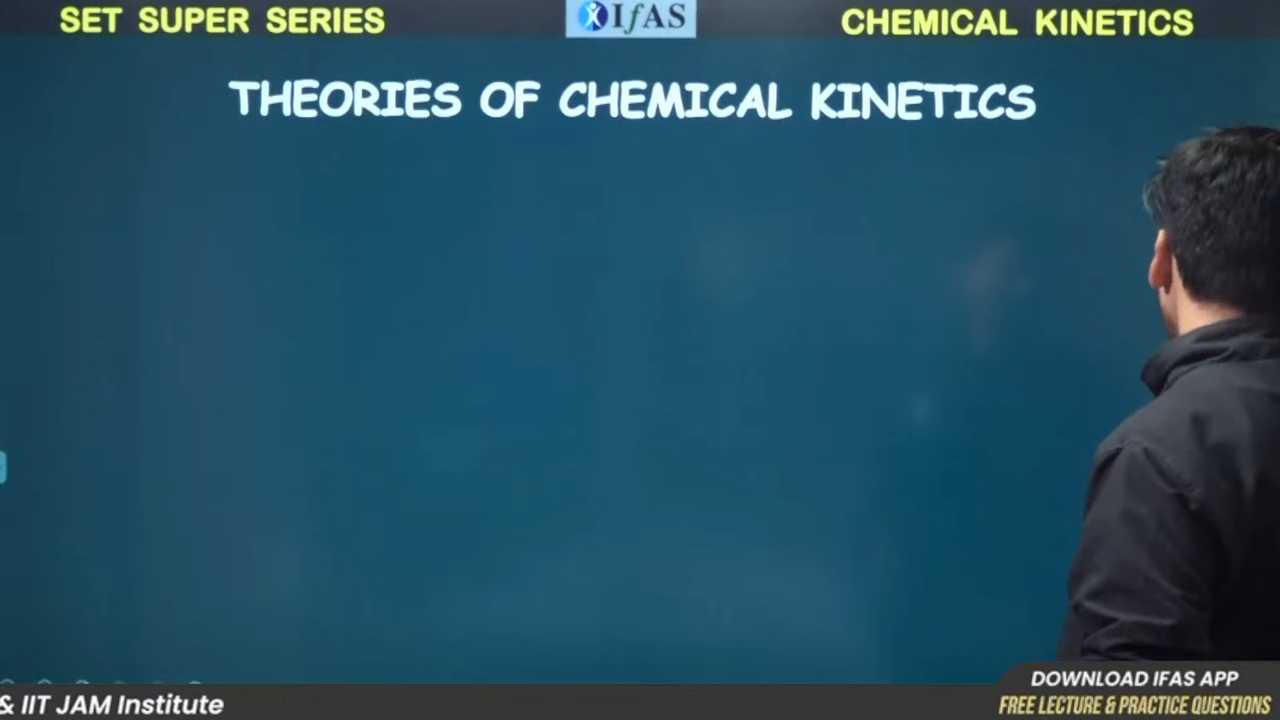 SET SUPER SERIES
IfAS
CHEMICAL KINETICS
THEORIES OF CHEMICAL KINETICS
& IIT JAM Institute
DOWNLOAD IFAS APP
FREE LECTURE & PRACTICE QUESTIONS